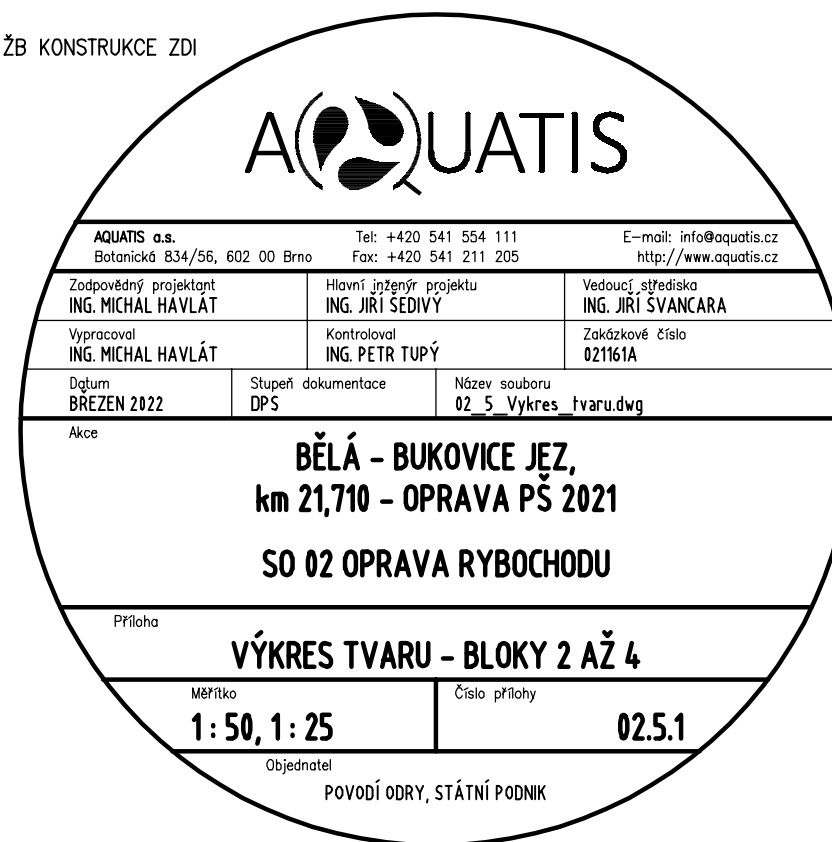 ŽB KONSTRUKCE ZDI
AQUATIS
AQUATIS a.s. Tel: +420 541 554 111 E-mail: info@aquatis.cz
Botanická 834/56, 602 00 Brno Fax: +420 541 211 205 http://www.aquatis.cz
Zodpovědný projektant Hlavní inženýr projektu Vedoucí střediska
ING. MICHAL HAVLÁT ING. JIŘÍ ŠEDIVÝ ING. JIŘÍ ŠVANCARA
Vypracoval Kontroloval Zakázkové číslo
ING. MICHAL HAVLÁT ING. PETR TUPÝ 021161A
Datum Stupeň dokumentace Název souboru
BŘEZEN 2022 DPS 02_5_Vykres_tvaru.dwg
Akce
BĚLÁ - BUKOVICE JEZ,
km 21,710 - OPRAVA PŠ 2021
SO 02 OPRAVA RYBOCHODU
Příloha
VÝKRES TVARU - BLOKY 2 AŽ 4
Měřítko Číslo přílohy
1:50, 1:25 02.5.1
Objednatel
POVODÍ ODRY, STÁTNÍ PODNIK